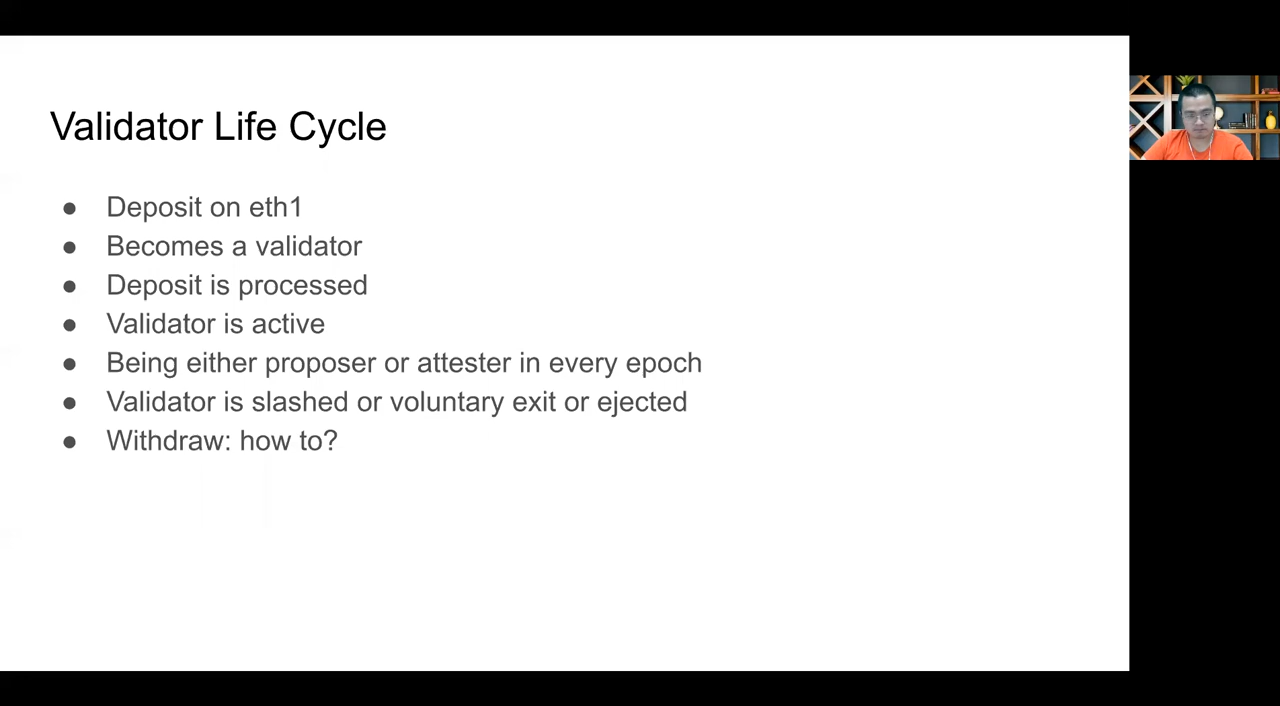 Validator Life Cycle
● Deposit on eth1
● Becomes a validator
● Deposit is processed
● Validator is active
● Being either proposer or attester in every epoch
● Validator is slashed or voluntary exit or ejected
● Withdraw: how to?